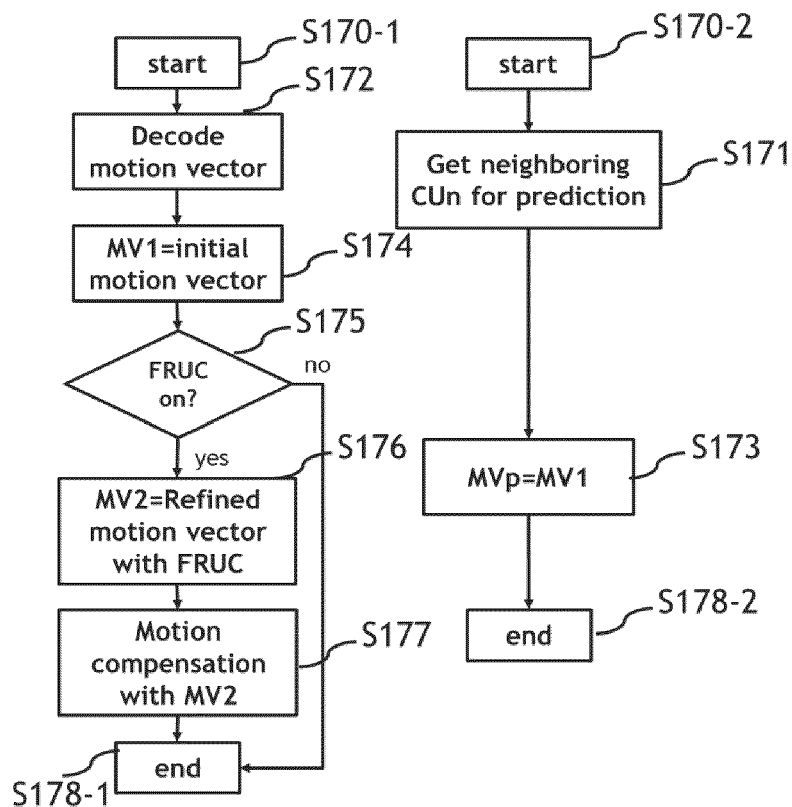 S170-1
start
S172
Decode
motion vector
MV1=initial
motion vector
S174
S175
FRUC
on?
no
yes
S176
MV2=Refined
motion vector
with FRUC
Motion
compensation
with MV2
S177
end
S178-1
S170-2
start
S171
Get neighboring
CUn for prediction
S173
MVp=MV1
S178-2
end